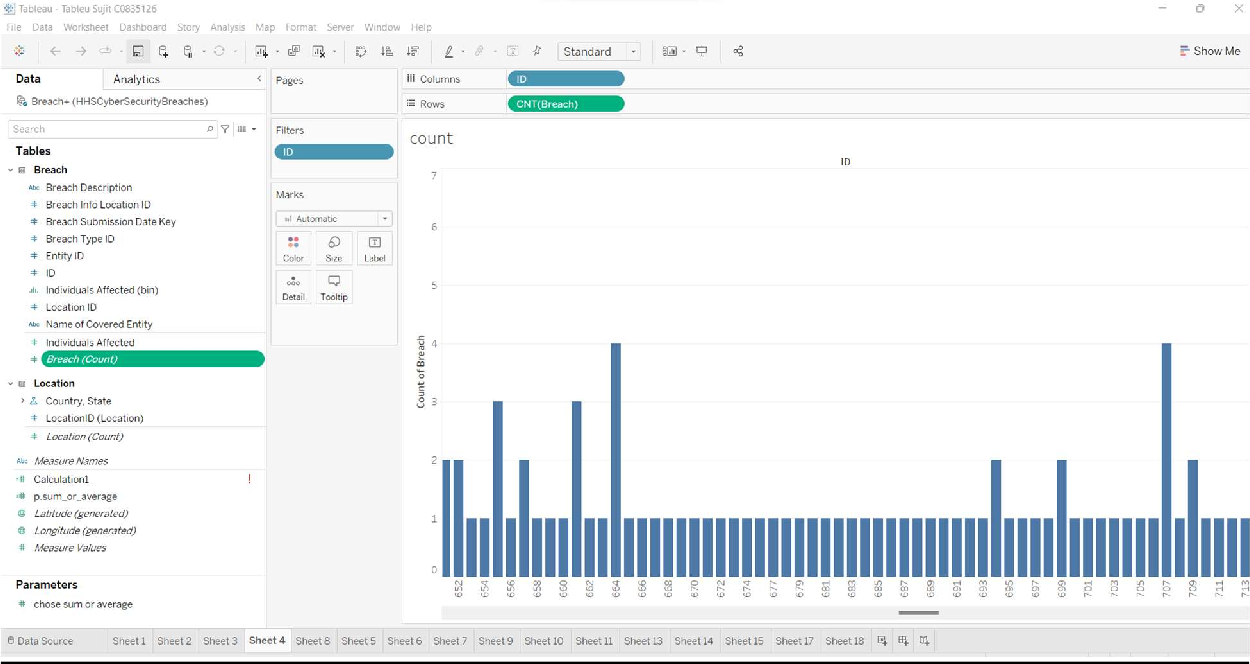 Tableau - Tableu Sujit C0835126
File Data Worksheet Dashboard Story Analysis Map Format Server Window Help
Standard
Show Me
Data
Analytics
Breach+ (HHSCyberSecurityBreaches)
Search
Tables
Breach
Abc Breach Description
Breach Info Location ID
Breach Submission Date Key
Breach Type ID
Entity ID
ID
Individuals Affected (bin)
Location ID
Abc Name of Covered Entity
Individuals Affected
Breach (Count)
Location
Country, State
LocationID (Location)
Location (Count)
Abc Measure Names
Calculation1 !
p.sum_or_average
Latitude (generated)
Longitude (generated)
Measure Values
Parameters
chose sum or average
Pages
Filters
ID
Marks
Automatic
Color Size Label
Detail Tooltip
Columns ID
Rows CNT(Breach)
count
ID
Count of Breach
7
6
5
4
3
2
1
0
652 654 656 658 660 662 664 666 668 670 672 674 677 679 681 683 685 687 689 691 693 695 697 699 701 703 705 707 709 711 713
Data Source Sheet 1 Sheet 2 Sheet 3 Sheet 4 Sheet 8 Sheet 5 Sheet 6 Sheet 7 Sheet 9 Sheet 10 Sheet 11 Sheet 13 Sheet 14 Sheet 15 Sheet 17 Sheet 18